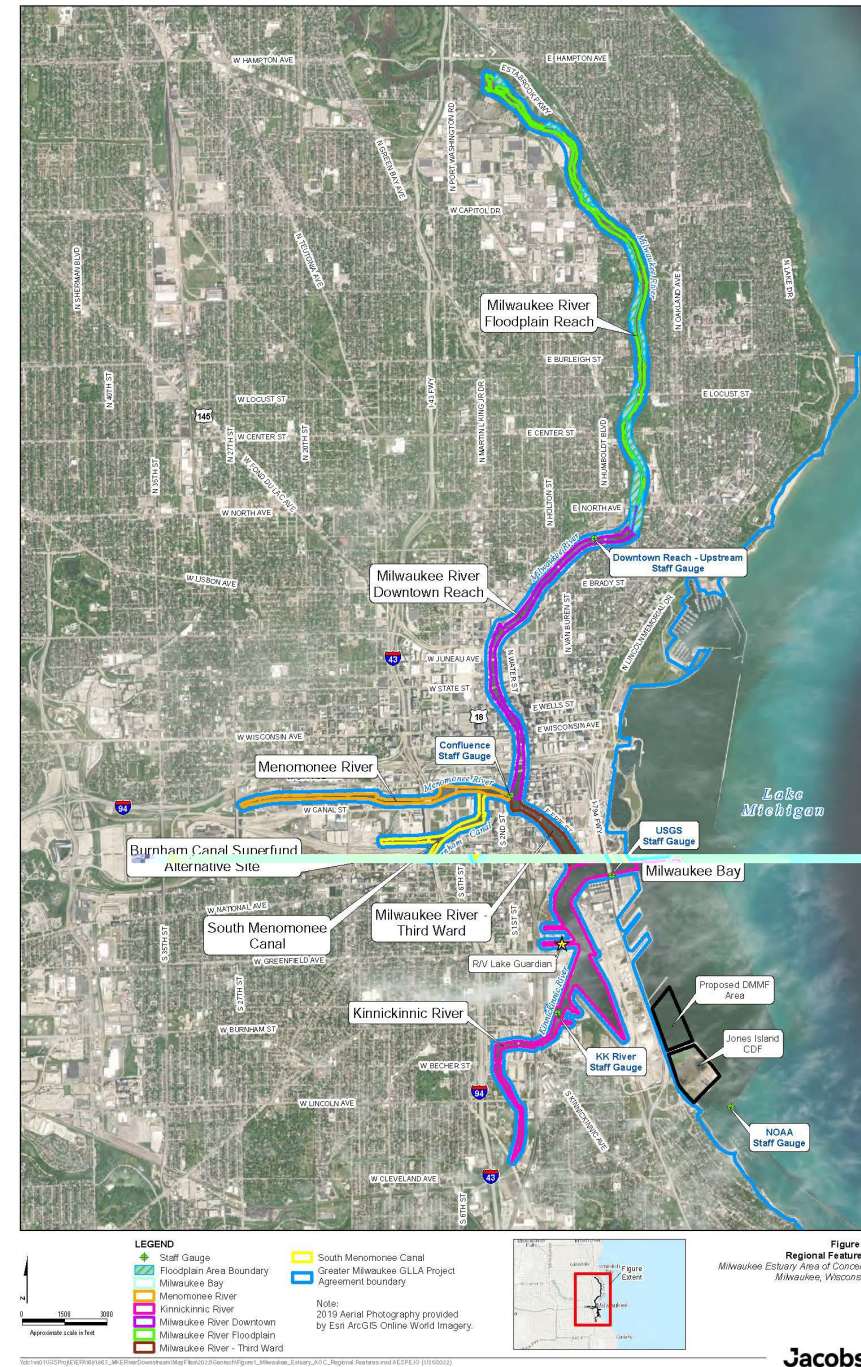 W HAMPTON AVE
E HAMPTON AVE
ESTABROOK PKWY
N PORT WASHINGTON RD
N GREEN BAY AVE
W CAPITOL DR
N TEUTONIA AVE
N SHERMAN BLVD
Milwaukee River
N OAKLAND AVE
N LAKE DR
Milwaukee River
Floodplain Reach
E BURLEIGH ST
I-43 FWY
N MARTIN L KING JR DR
N 40TH ST
W LOCUST ST
E LOCUST ST
145
W CENTER ST
E CENTER ST
N 27TH ST
N 20TH ST
N HUMBOLDT BLVD
N 35TH ST
W FOND DU LAC AVE
N HOLTON ST
W NORTH AVE
E NORTH AVE
Milwaukee River
Downtown Reach - Upstream
Staff Gauge
W LISBON AVE
Milwaukee River
Downtown Reach
E BRADY ST
N VAN BUREN ST
N LINCOLN MEMORIAL DR
43
W JUNEAU AVE
N WATER ST
W STATE ST
18
E WELLS ST
W WISCONSIN AVE
E WISCONSIN AVE
Confluence
Staff Gauge
Menomonee River
Menomonee River
Lake
Michigan
94
W CANAL ST
S 2ND ST
I-794 FWY
USGS
Staff Gauge
Burnham Canal Superfund
Alternative Site
Milwaukee Bay
S 6TH ST
W NATIONAL AVE
South Menomonee
Canal
Milwaukee River -
Third Ward
S 1ST ST
S 35TH ST
W GREENFIELD AVE
R/V Lake Guardian
S 27TH ST
Proposed DMMF
Area
Kinnickinnic River
Kinnickinnic River
W BURNHAM ST
Jones Island
CDF
KK River
Staff Gauge
W BECHER ST
94
W LINCOLN AVE
S KINNICKINNIC AVE
NOAA
Staff Gauge
43
W CLEVELAND AVE
S 6TH ST
LEGEND
Staff Gauge
Floodplain Area Boundary
Milwaukee Bay
Menomonee River
Kinnickinnic River
Milwaukee River Downtown
Milwaukee River Floodplain
Milwaukee River - Third Ward
South Menomonee Canal
Greater Milwaukee GLLA Project
Agreement boundary
Note:
2019 Aerial Photography provided
by Esri ArcGIS Online World Imagery.
N
0 1500 3000
Approximate scale in feet
Figure
Extent
Milwaukee
Figure
Regional Feature
Milwaukee Estuary Area of Conce
Milwaukee, Wiscons
Jacobs